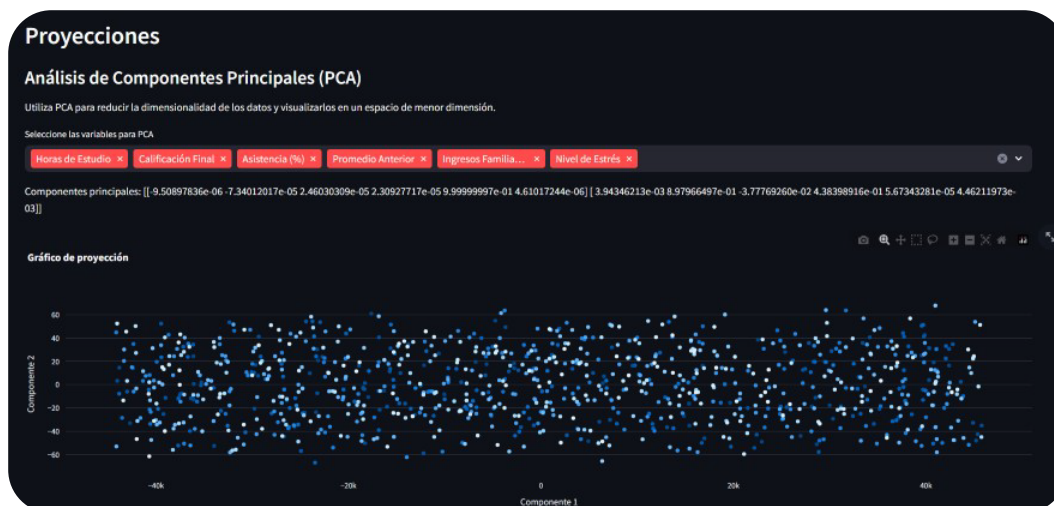 Proyecciones
Análisis de Componentes Principales (PCA)
Utiliza PCA para reducir la dimensionalidad de los datos y visualizarlos en un espacio de menor dimensión.
Seleccione las variables para PCA
Horas de Estudio × Calificación Final × Asistencia (%) × Promedio Anterior × Ingresos Familia... × Nivel de Estrés ×
Componentes principales: [[-9.50897836e-06 -7.34012017e-05 2.46030309e-05 2.30927717e-05 9.99999997e-01 4.61017244e-06] [ 3.94346213e-03 8.97966497e-01 -3.77769260e-02 4.38398916e-01 5.67343281e-05 4.46211973e-
03]]
Gráfico de proyección
60
40
20
0
−20
−40
−60
Componente 2
−40k −20k 0 20k 40k
Componente 1